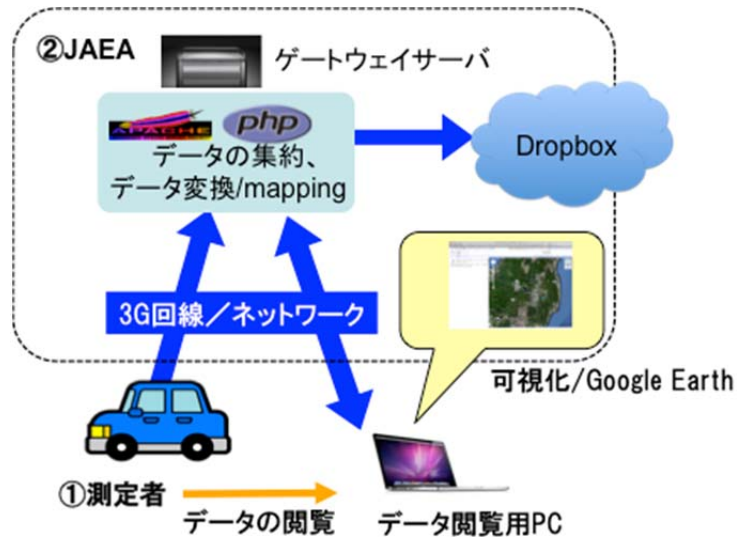 ②JAEA
ゲートウェイサーバ
APACHE
php
データの集約、
データ変換/mapping
Dropbox
3G回線／ネットワーク
可視化/Google Earth
①測定者
データの閲覧
データ閲覧用PC